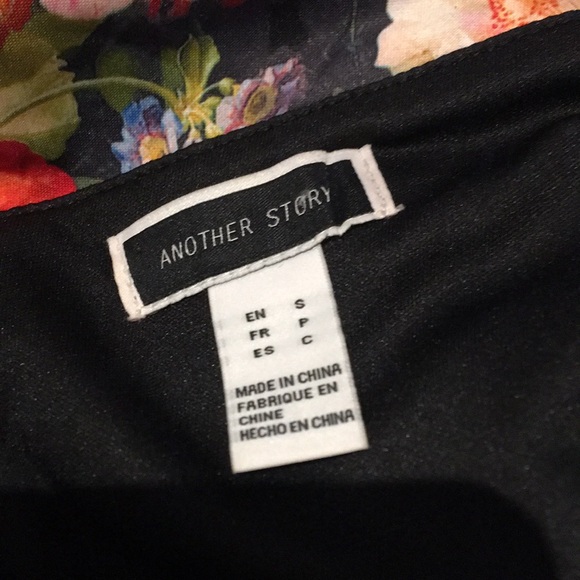 ANOTHER STORY
EN S
FR P
ES C
MADE IN CHINA
FABRIQUE EN
CHINE
HECHO EN CHINA